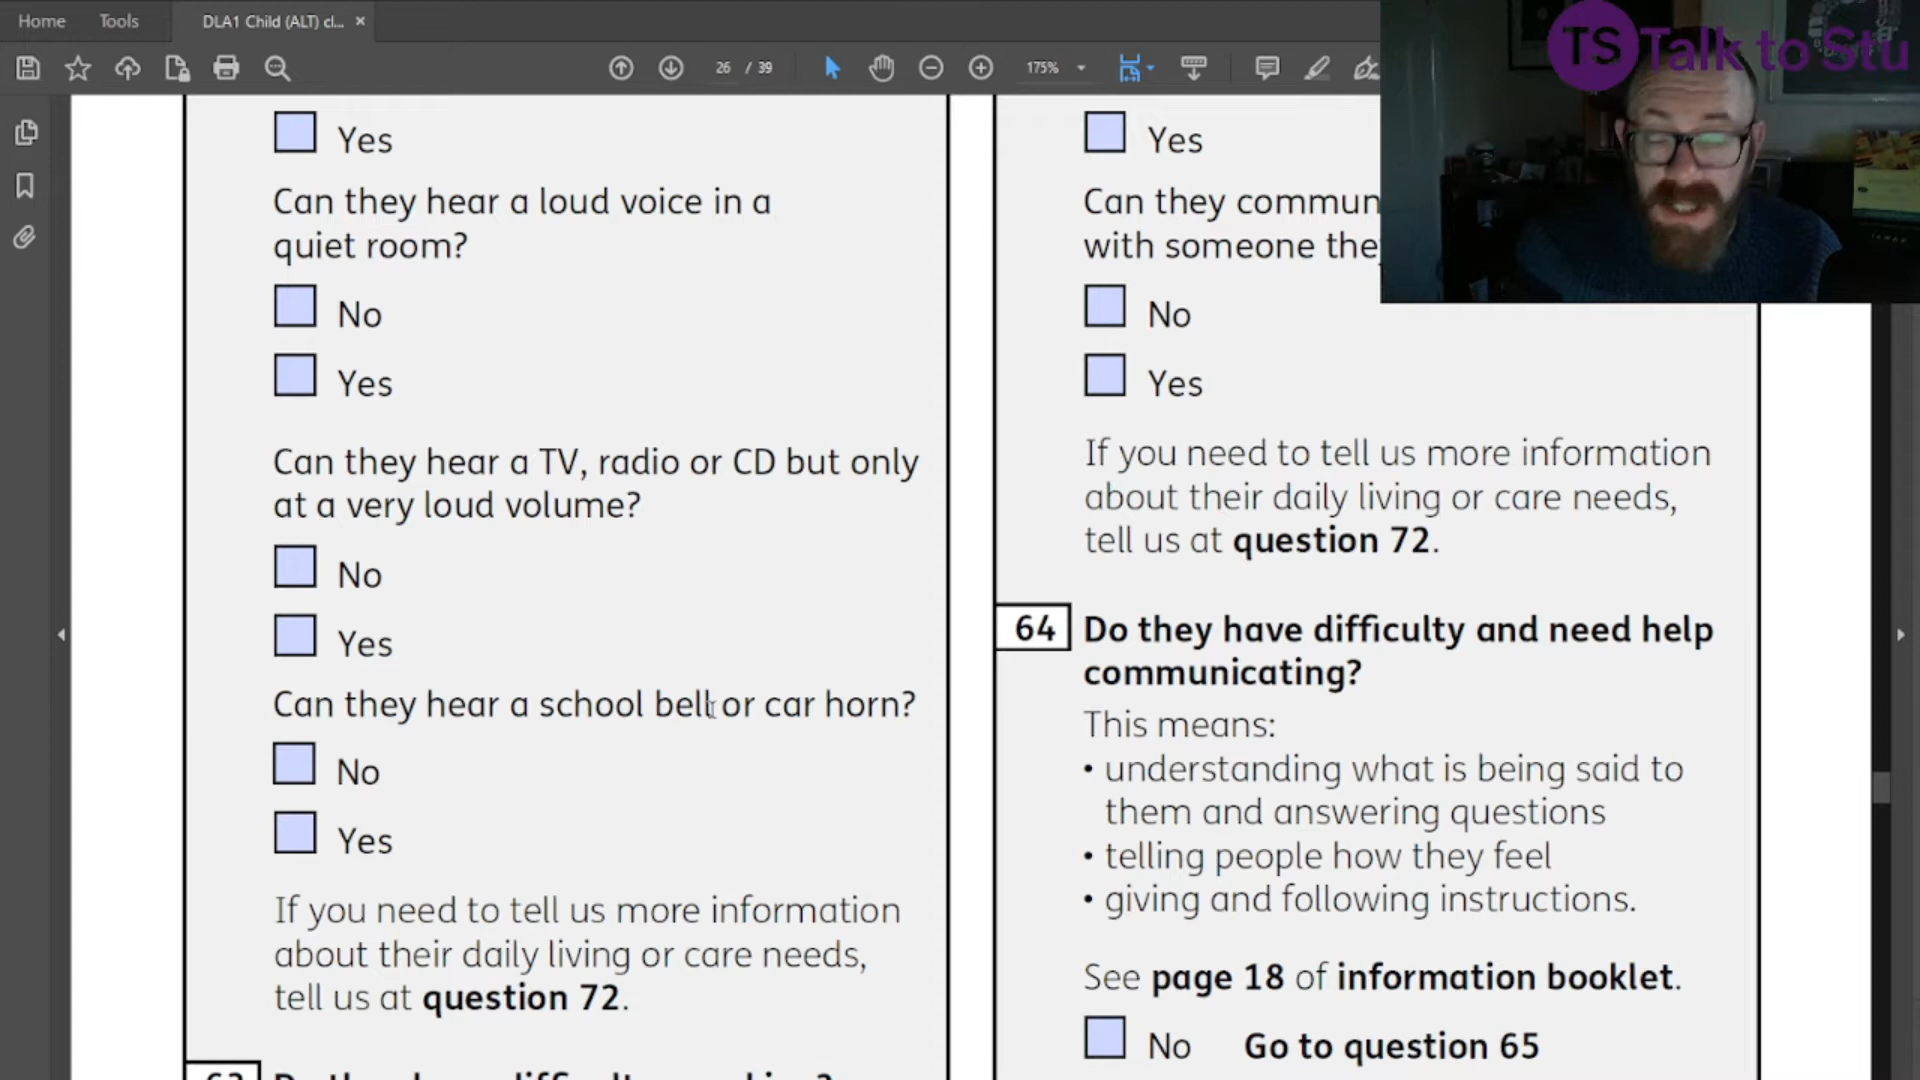 Home Tools DLA1 Child (ALT) cl... ×
26 / 39 175%
TS Talk to Stu
Yes
Can they hear a loud voice in a
quiet room?
No
Yes
Can they hear a TV, radio or CD but only
at a very loud volume?
No
Yes
Can they hear a school bell or car horn?
No
Yes
If you need to tell us more information
about their daily living or care needs,
tell us at question 72.
Yes
Can they commun
with someone the
No
Yes
If you need to tell us more information
about their daily living or care needs,
tell us at question 72.
64 Do they have difficulty and need help
communicating?
This means:
• understanding what is being said to
them and answering questions
• telling people how they feel
• giving and following instructions.
See page 18 of information booklet.
No Go to question 65